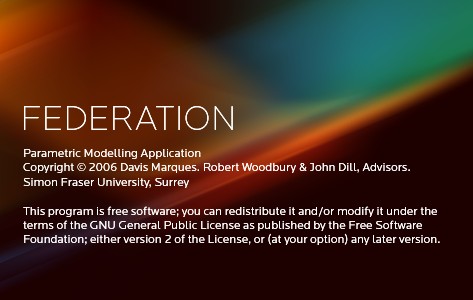 FEDERATION
Parametric Modelling Application
Copyright © 2006 Davis Marques. Robert Woodbury & John Dill, Advisors.
Simon Fraser University, Surrey
This program is free software; you can redistribute it and/or modify it under the
terms of the GNU General Public License as published by the Free Software
Foundation; either version 2 of the License, or (at your option) any later version.